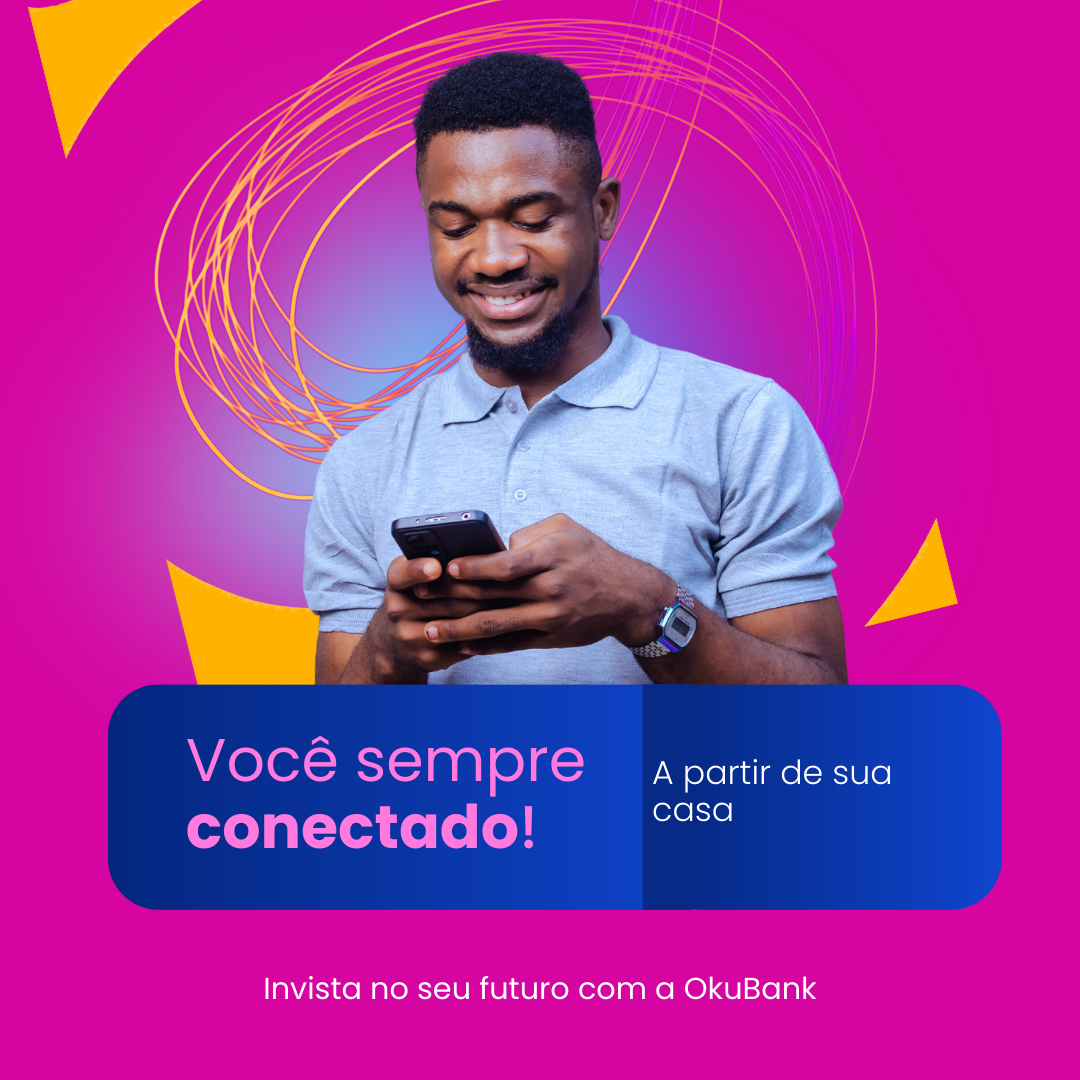 Você sempre
conectado!
A partir de sua
casa
Invista no seu futuro com a OkuBank